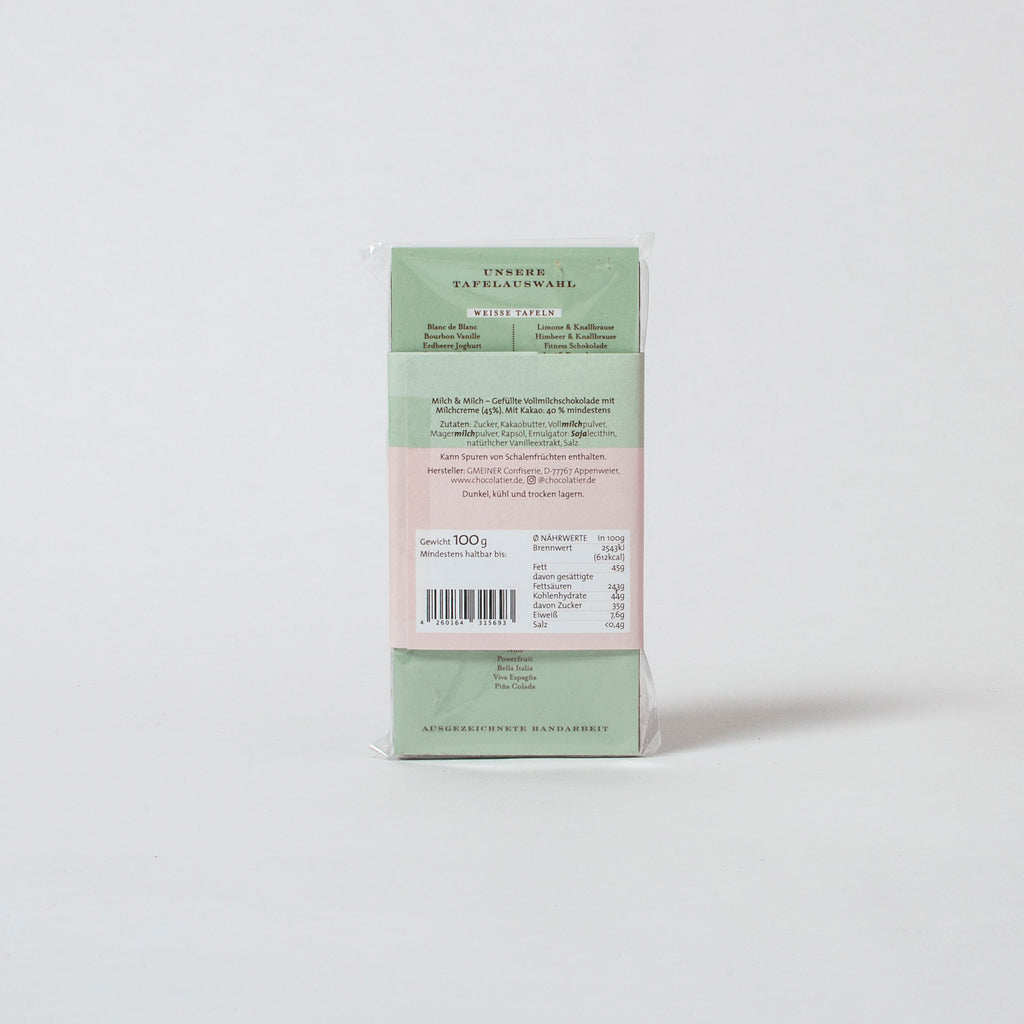 UNSERE
TAFELAUSWAHL
WEISSE TAFELN
Blanc de Blanc
Bourbon Vanille
Erdbeere Joghurt
Limone & Knallbrause
Himbeer & Knallbrause
Fitness Schokolade
Milch & Milch – Gefüllte Vollmilchschokolade mit
Milchcreme (45%). Mit Kakao: 40 % mindestens
Zutaten: Zucker, Kakaobutter, Vollmilchpulver,
Magermilchpulver, Rapsöl, Emulgator: Sojalecithin,
natürlicher Vanilleextrakt, Salz.
Kann Spuren von Schalenfrüchten enthalten.
Hersteller: GMEINER Confiserie, D-77767 Appenweier,
www.chocolatier.de, @chocolatier.de
Dunkel, kühl und trocken lagern.
Gewicht 100 g
Mindestens haltbar bis:
4 260164 315693
Ø NÄHRWERTE in 100g
Brennwert 2543kJ
(612kcal)
Fett 45g
davon gesättigte
Fettsäuren 243g
Kohlenhydrate 44g
davon Zucker 35g
Eiweiß 7,6g
Salz <0,4g
Powerfruit
Bella Italia
Viva Espagña
Piña Colada
AUSGEZEICHNETE HANDARBEIT